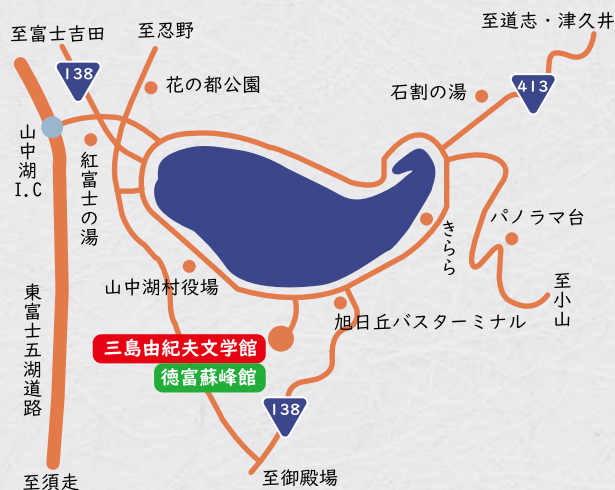 至道志・津久井
至富士吉田
至忍野
138
花の都公園
石割の湯
413
山中湖
I.C
紅富士の湯
パノラマ台
きらら
山中湖村役場
至小山
東富士五湖道路
旭日丘バスターミナル
三島由紀夫文学館
徳富蘇峰館
138
至須走
至御殿場